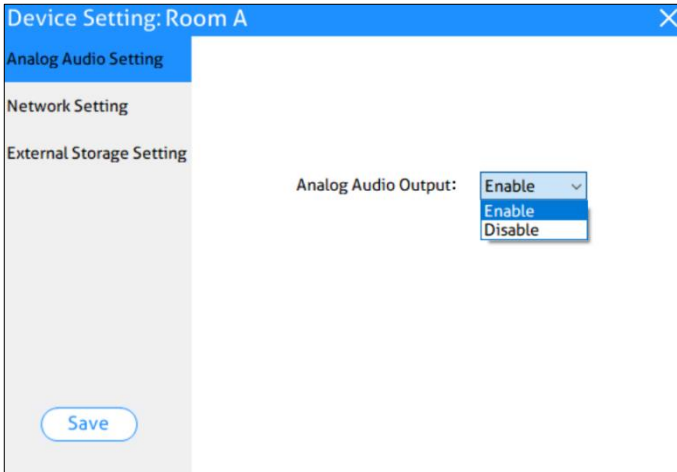 Device Setting: Room A
Analog Audio Setting
Network Setting
External Storage Setting
Analog Audio Output: Enable
Enable
Disable
Save